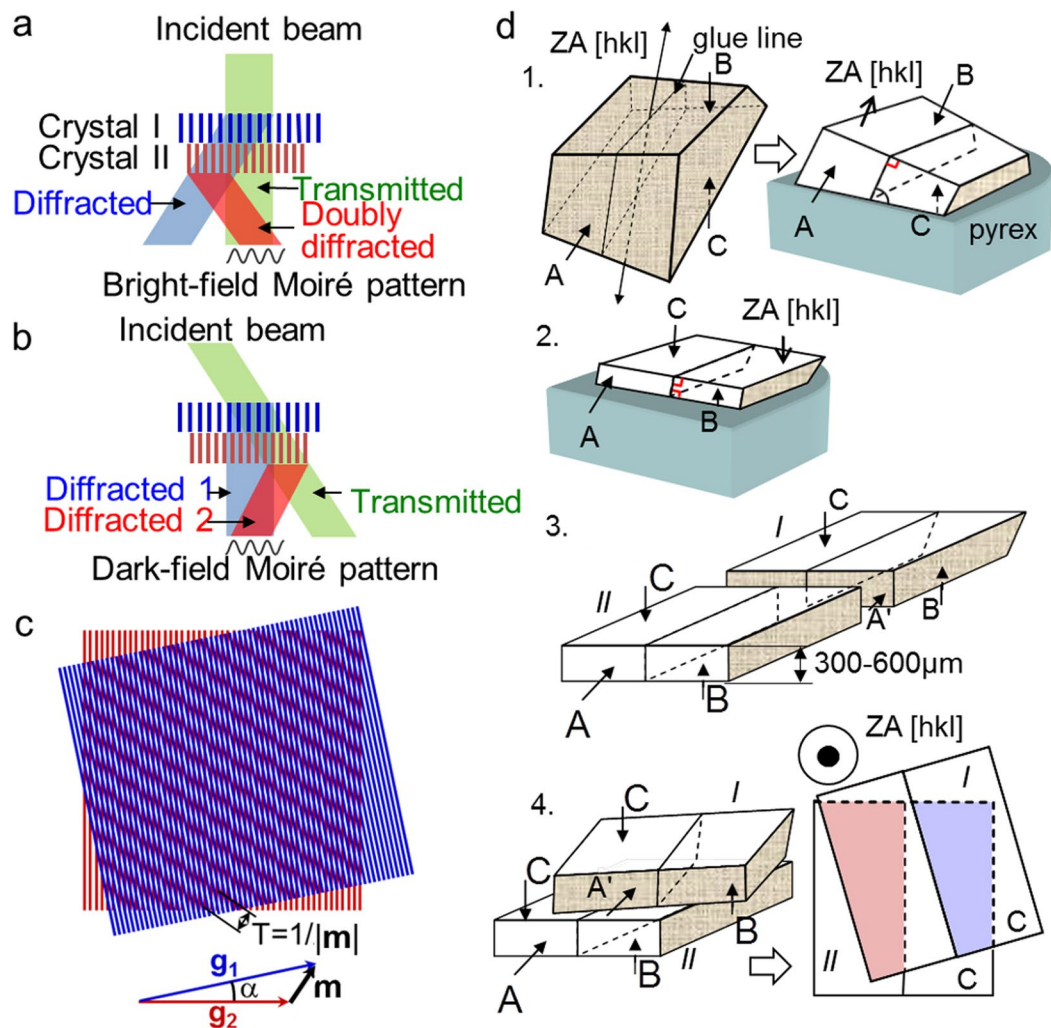 a
Incident beam
Crystal I
Crystal II
Diffracted
Transmitted
Doubly
diffracted
Bright-field Moiré pattern
b
Incident beam
Diffracted 1
Diffracted 2
Transmitted
Dark-field Moiré pattern
c
T=1/|m|
g1
α
m
g2
d
1.
ZA [hkl]
glue line
B
A
C
ZA [hkl]
B
A
C
pyrex
2.
C
ZA [hkl]
A
B
3.
I
C
II
C
A'
B
300-600µm
A
B
4.
C
I
C
A'
B
A
B
II
ZA [hkl]
I
C
II
C